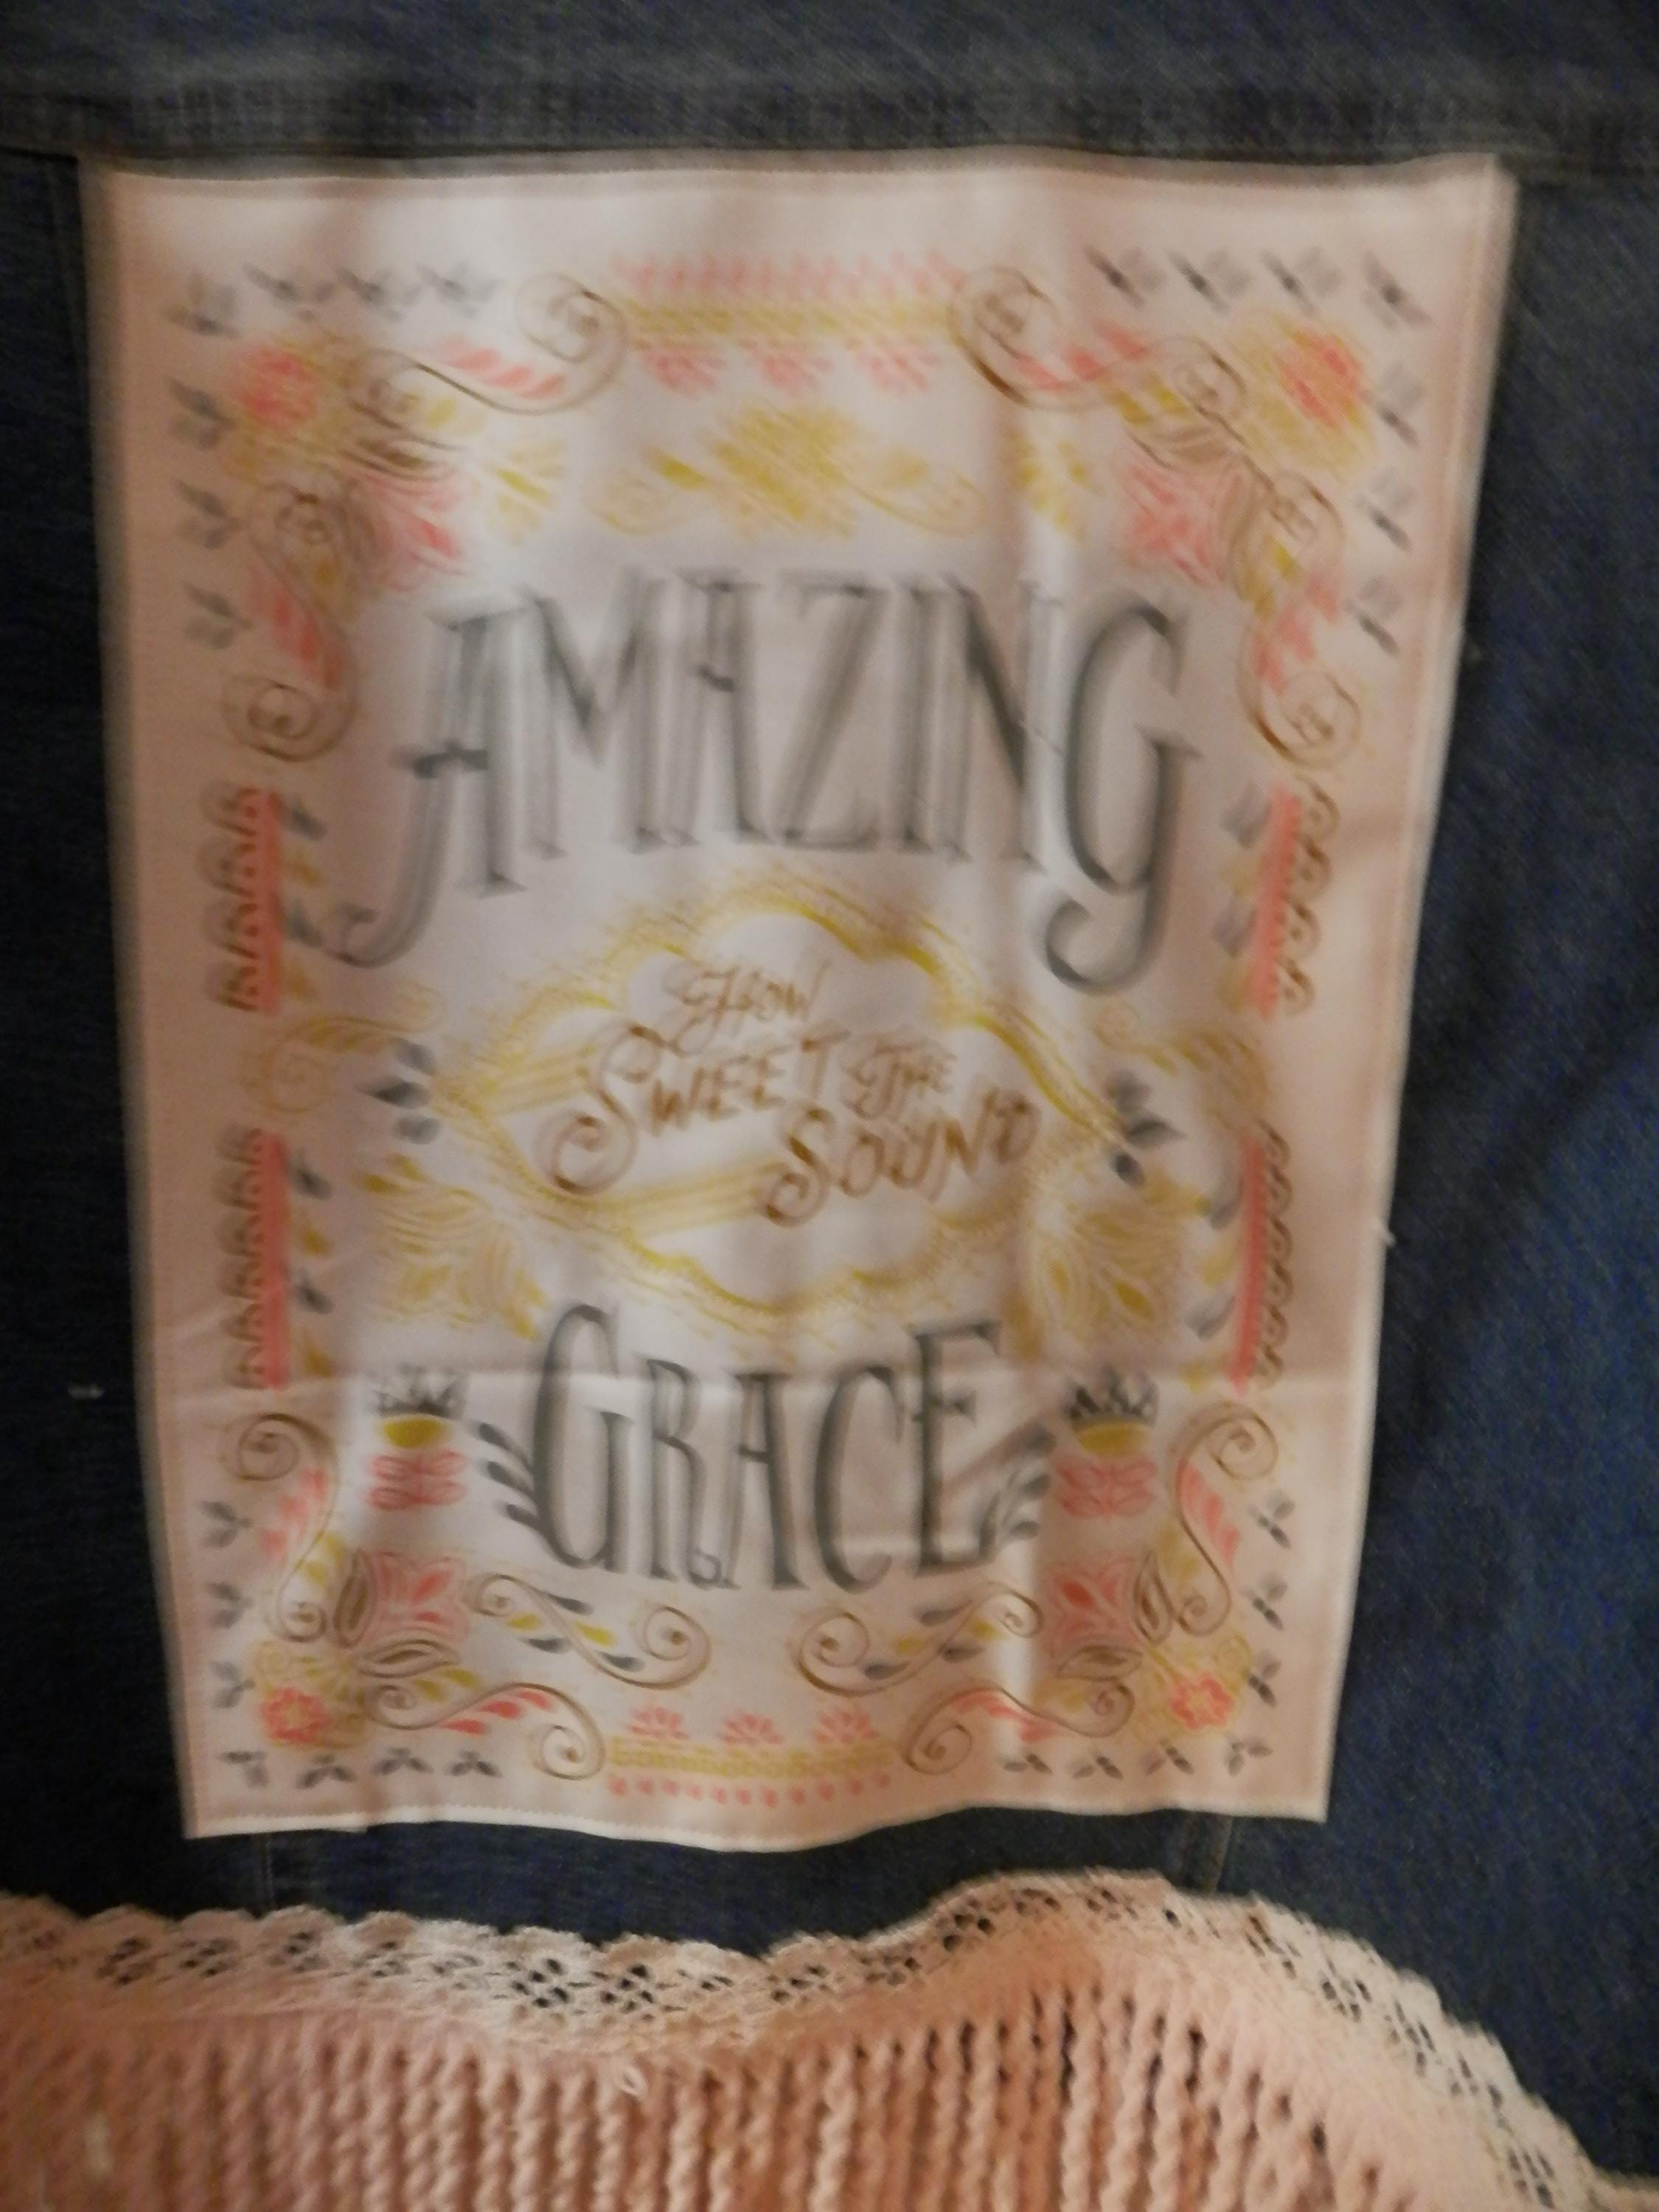 AMAZING
How
SWEET THE
SOUND
GRACE